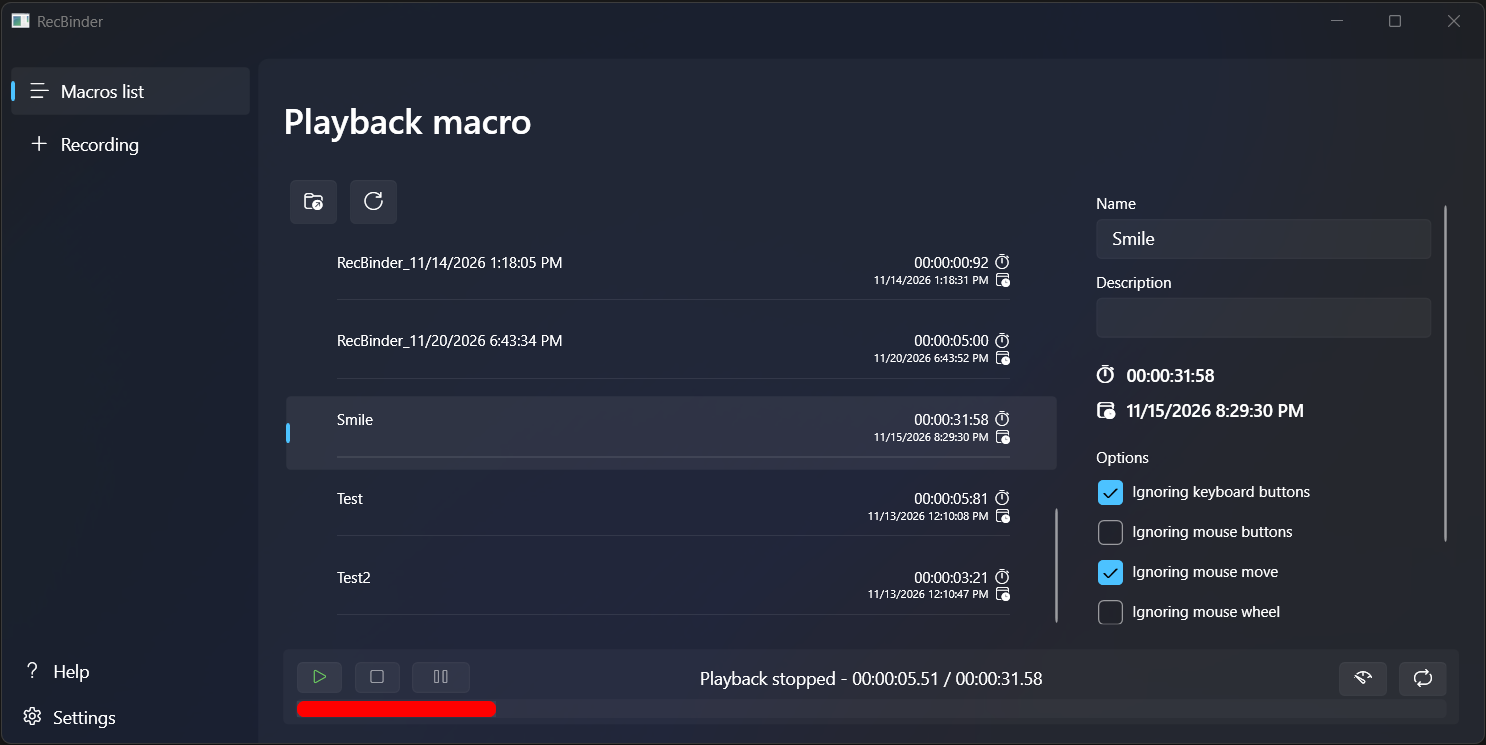 RecBinder
Macros list
Recording
Playback macro
RecBinder_11/14/2026 1:18:05 PM
00:00:00:92
11/14/2026 1:18:31 PM
RecBinder_11/20/2026 6:43:34 PM
00:00:05:00
11/20/2026 6:43:52 PM
Smile
00:00:31:58
11/15/2026 8:29:30 PM
Test
00:00:05:81
11/13/2026 12:10:08 PM
Test2
00:00:03:21
11/13/2026 12:10:47 PM
Name
Smile
Description
00:00:31:58
11/15/2026 8:29:30 PM
Options
Ignoring keyboard buttons
Ignoring mouse buttons
Ignoring mouse move
Ignoring mouse wheel
Help
Settings
Playback stopped - 00:00:05.51 / 00:00:31.58